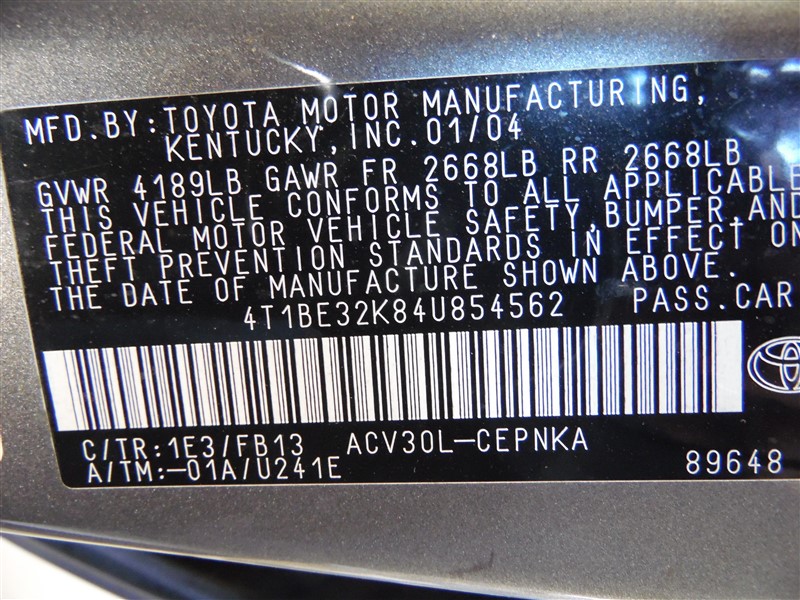 MFD.BY:TOYOTA MOTOR MANUFACTURING,
KENTUCKY,INC.01/04
GVWR 4189LB GAWR FR 2668LB RR 2668LB
THIS VEHICLE CONFORMS TO ALL APPLICABLE
FEDERAL MOTOR VEHICLE SAFETY,BUMPER,AND
THEFT PREVENTION STANDARDS IN EFFECT ON
THE DATE OF MANUFACTURE SHOWN ABOVE.
4T1BE32K84U854562 PASS.CAR
C/TR:1E3/FB13 ACV30L-CEPNKA
A/TM:-01A/U241E 89648